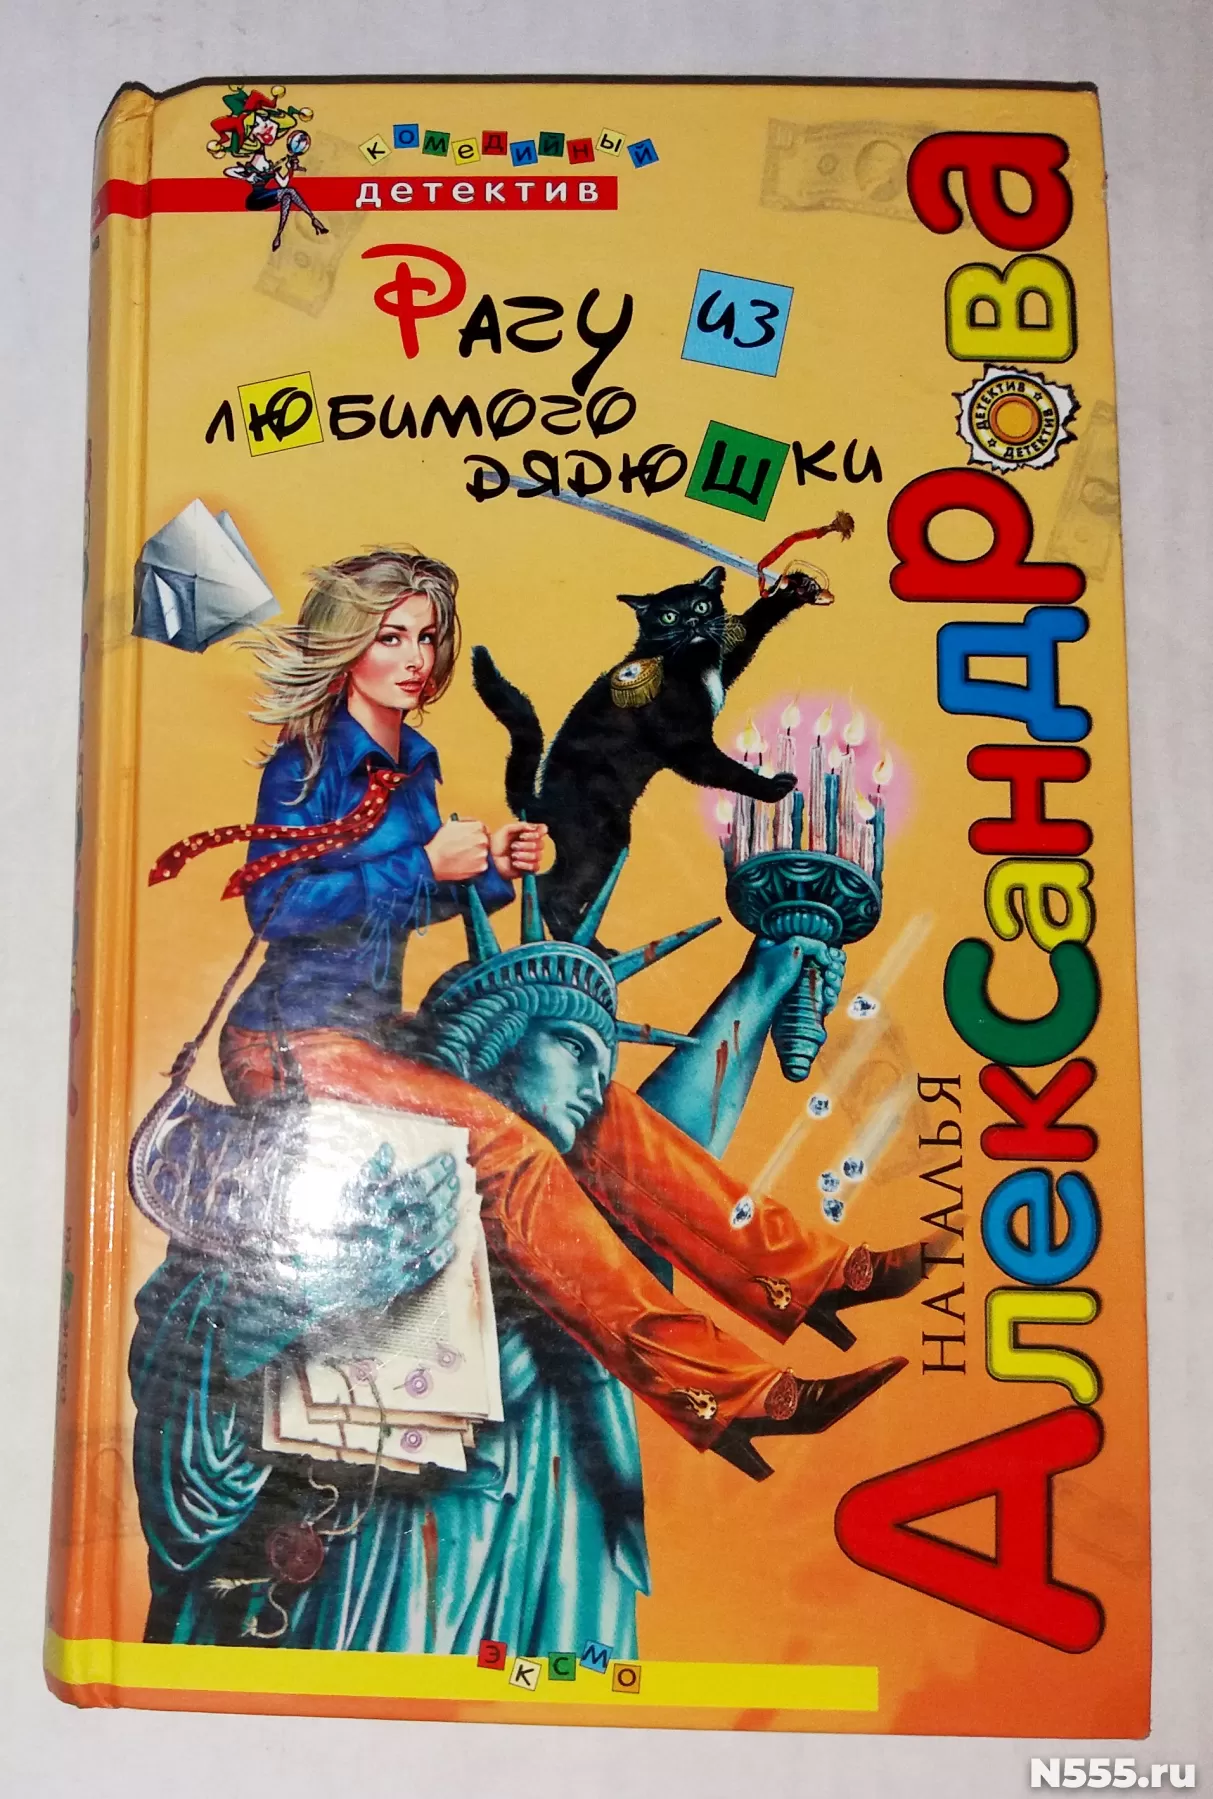 комедийный
детектив
Рагу из
любимого
дядюшки
НАТАЛЬЯ
АлексАндрова
ДЕТЕКТИВ
ДЕТЕКТИВ
эксмо
N555.ru